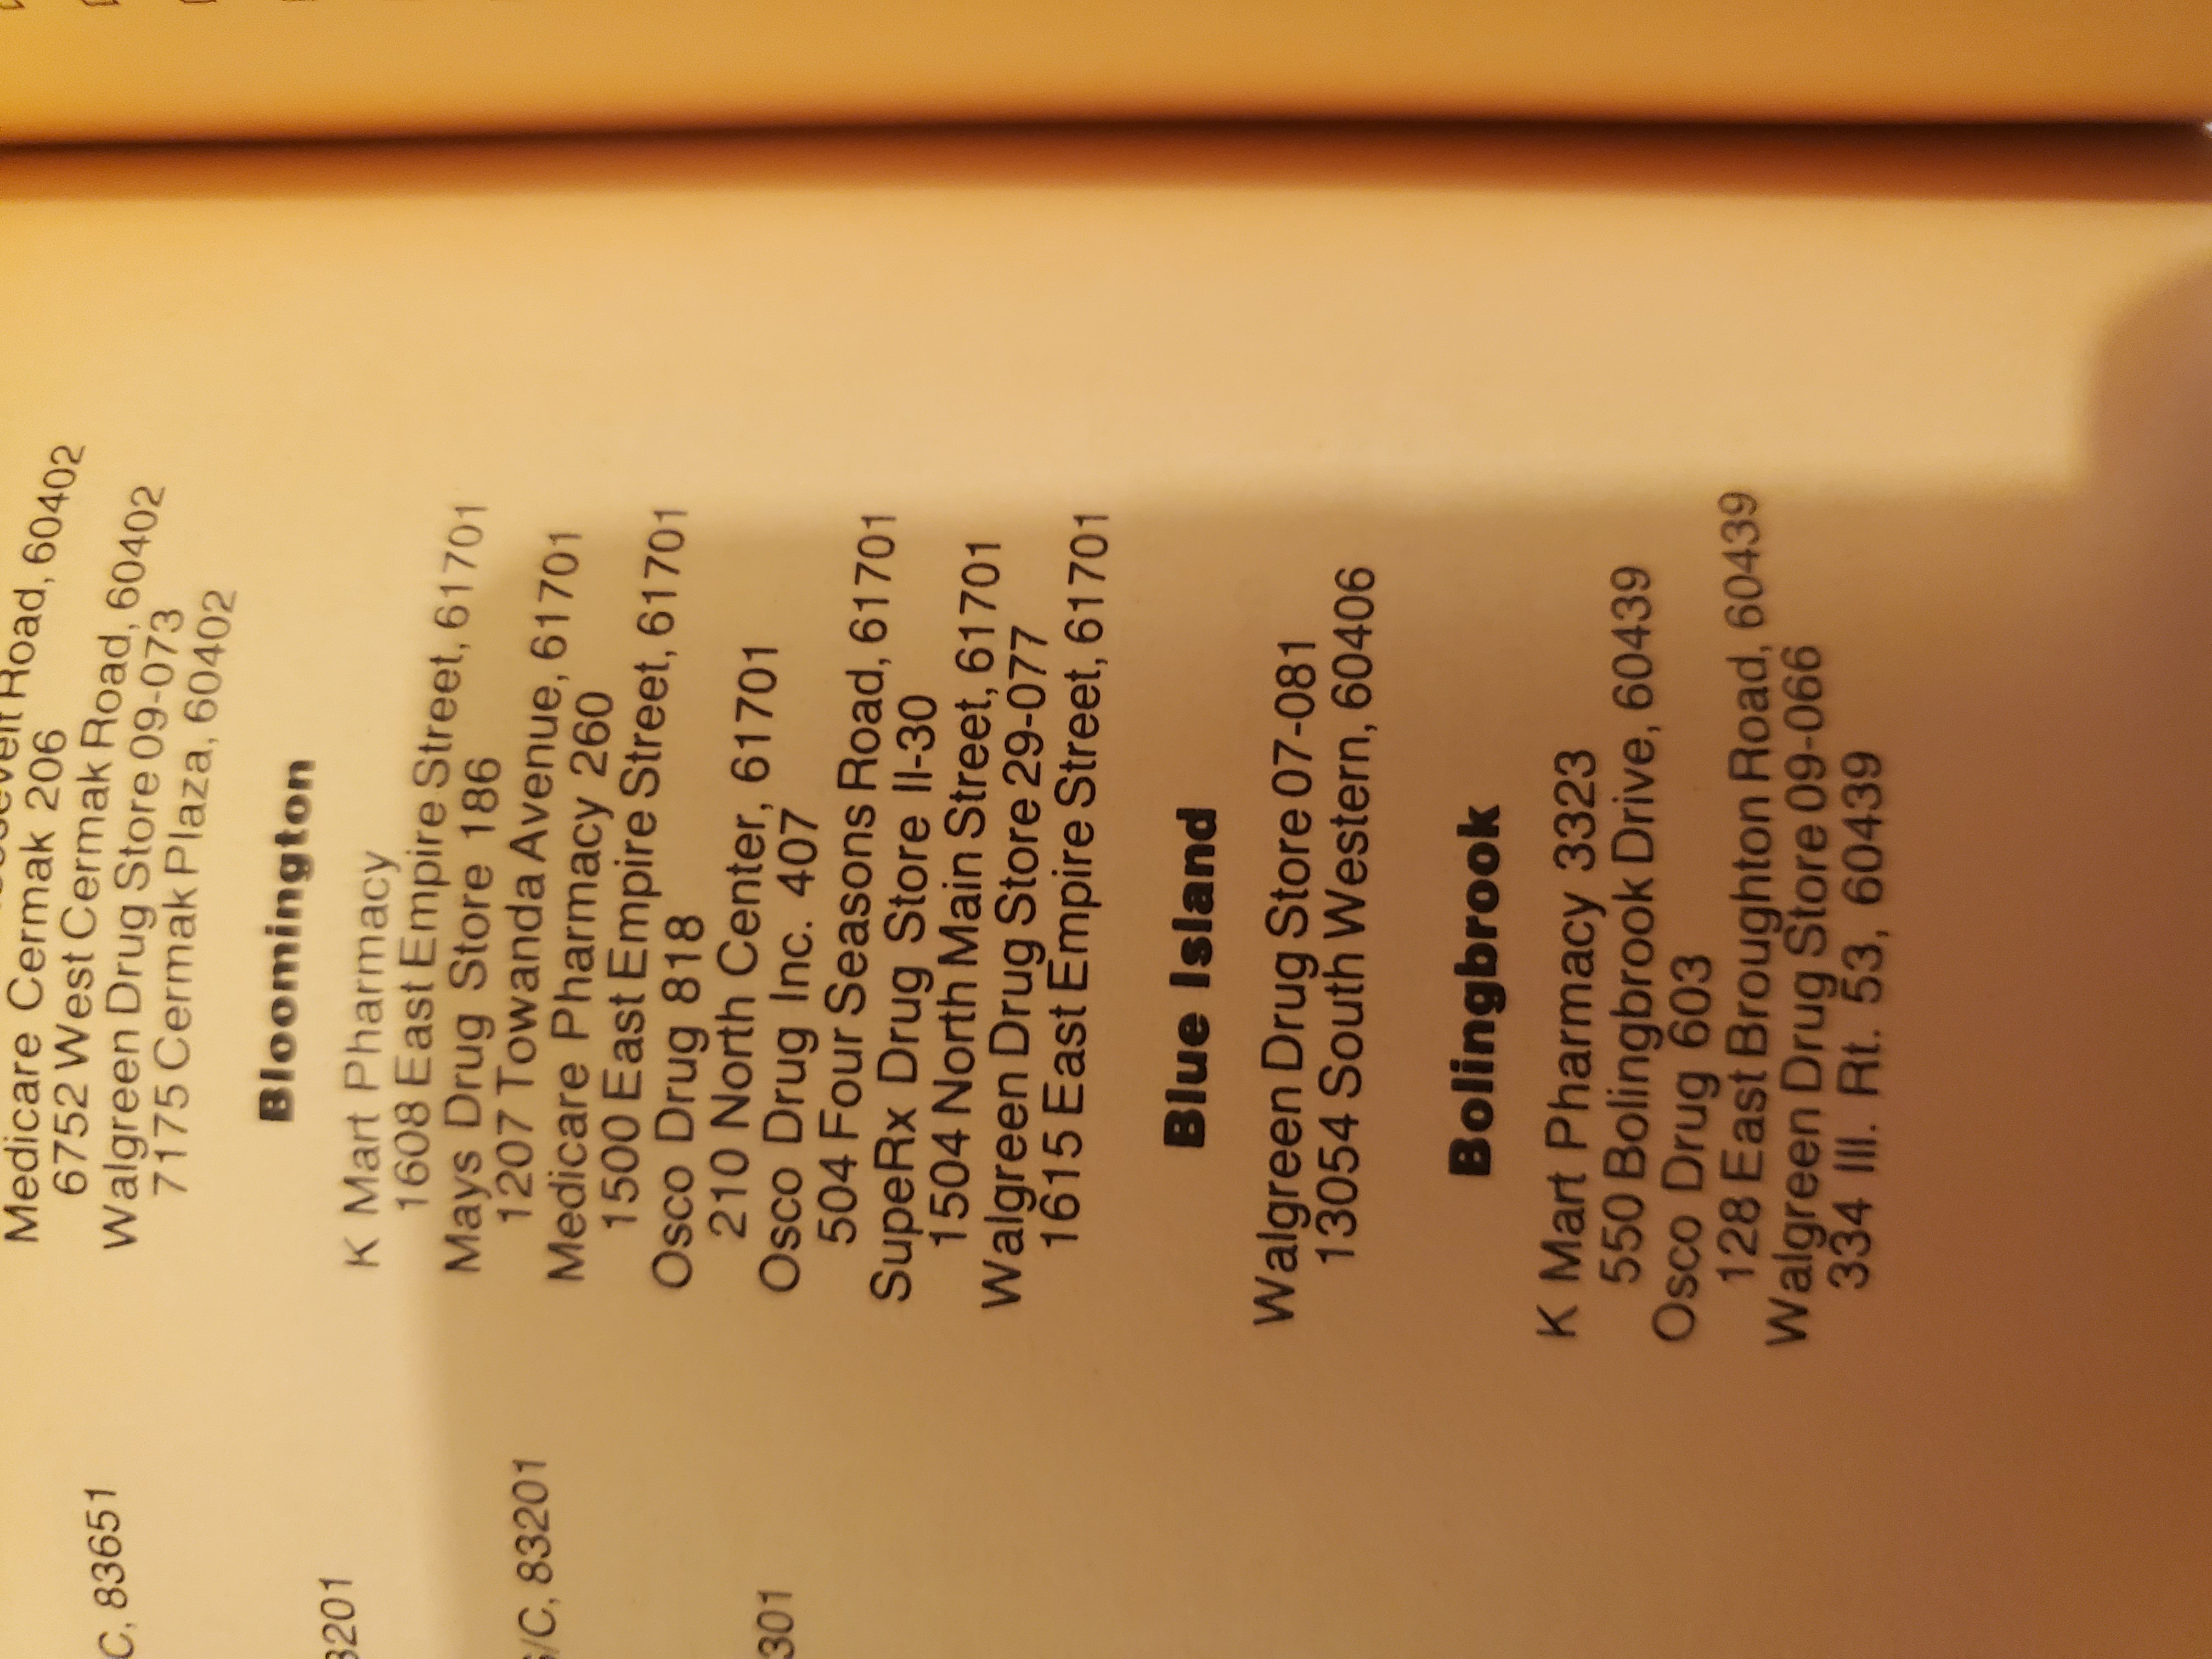 Road, 60402
Medicare Cermak 206
6752 West Cermak Road, 60402
Walgreen Drug Store 09-073
7175 Cermak Plaza, 60402
Bloomington
K Mart Pharmacy
1608 East Empire Street, 61701
Mays Drug Store 186
1207 Towanda Avenue, 61701
Medicare Pharmacy 260
1500 East Empire Street, 61701
Osco Drug 818
210 North Center, 61701
Osco Drug Inc. 407
504 Four Seasons Road, 61701
SupeRx Drug Store Il-30
1504 North Main Street, 61701
Walgreen Drug Store 29-077
1615 East Empire Street, 61701
Blue Island
Walgreen Drug Store 07-081
13054 South Western, 60406
Bolingbrook
K Mart Pharmacy 3323
550 Bolingbrook Drive, 60439
Osco Drug 603
128 East Broughton Road, 60439
Walgreen Drug Store 09-066
334 Ill. Rt. 53, 60439
C, 83651
3201
/C, 83201
301